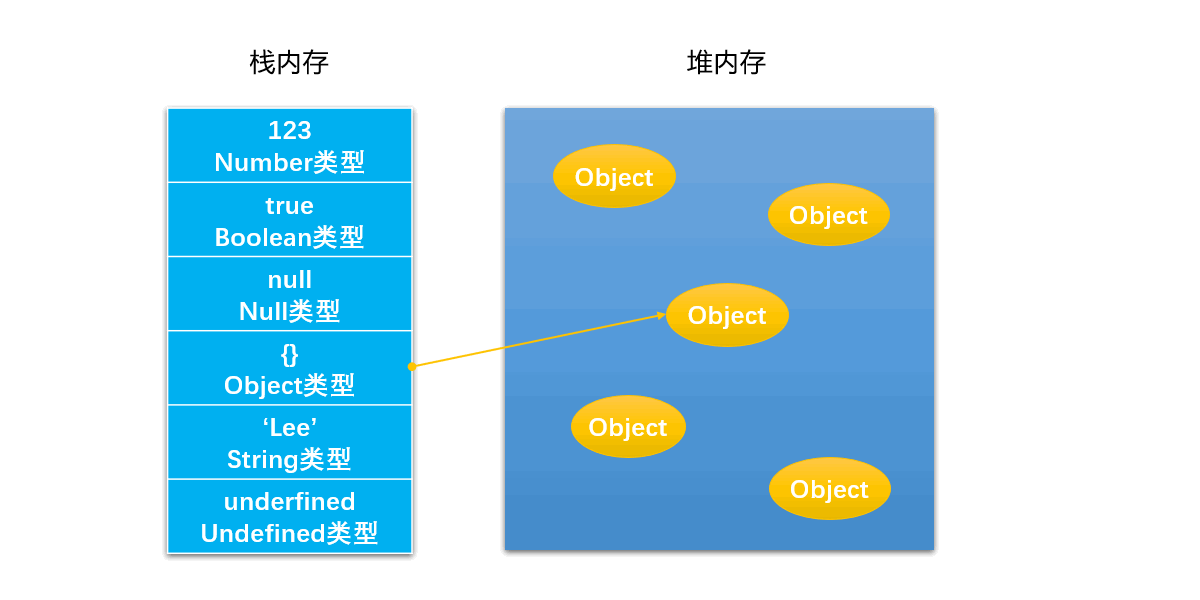 栈内存
堆内存
123
Number类型
true
Boolean类型
null
Null类型
{}
Object类型
‘Lee’
String类型
underfined
Undefined类型
Object
Object
Object
Object
Object